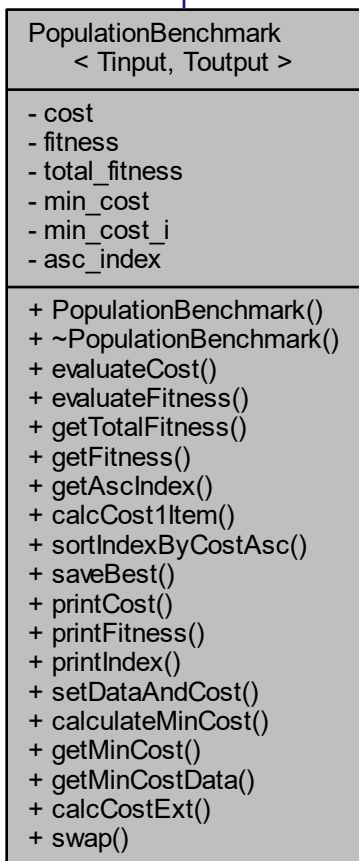 PopulationBenchmark
< Tinput, Toutput >
- cost
- fitness
- total_fitness
- min_cost
- min_cost_i
- asc_index
+ PopulationBenchmark()
+ ~PopulationBenchmark()
+ evaluateCost()
+ evaluateFitness()
+ getTotalFitness()
+ getFitness()
+ getAscIndex()
+ calcCost1Item()
+ sortIndexByCostAsc()
+ saveBest()
+ printCost()
+ printFitness()
+ printIndex()
+ setDataAndCost()
+ calculateMinCost()
+ getMinCost()
+ getMinCostData()
+ calcCostExt()
+ swap()